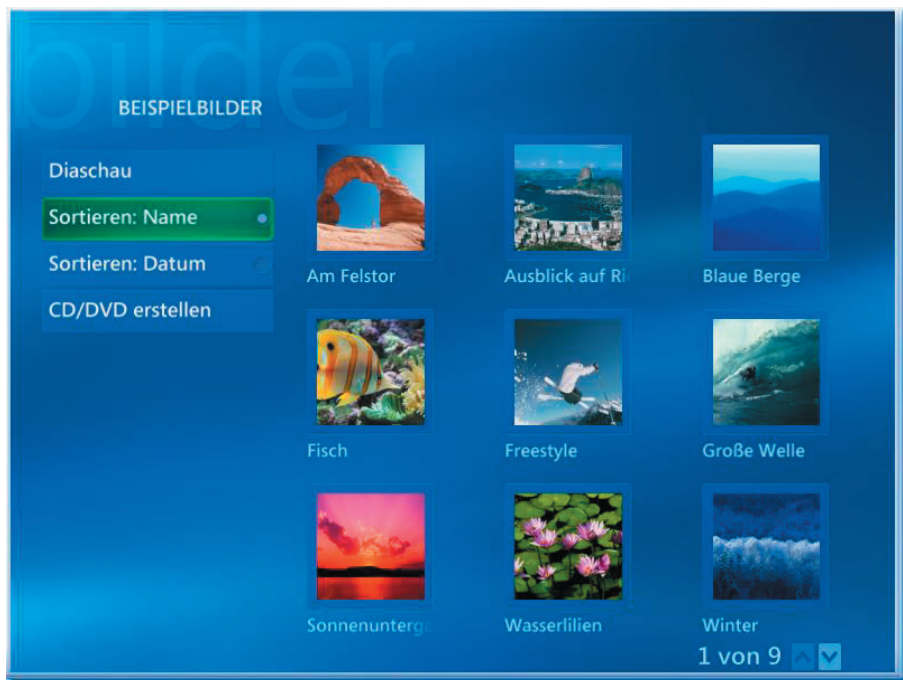 bilder
BEISPIELBILDER
Diaschau
Sortieren: Name
Sortieren: Datum
CD/DVD erstellen
Am Felstor
Ausblick auf Ri
Blaue Berge
Fisch
Freestyle
Große Welle
Sonnenunterga
Wasserlilien
Winter
1 von 9